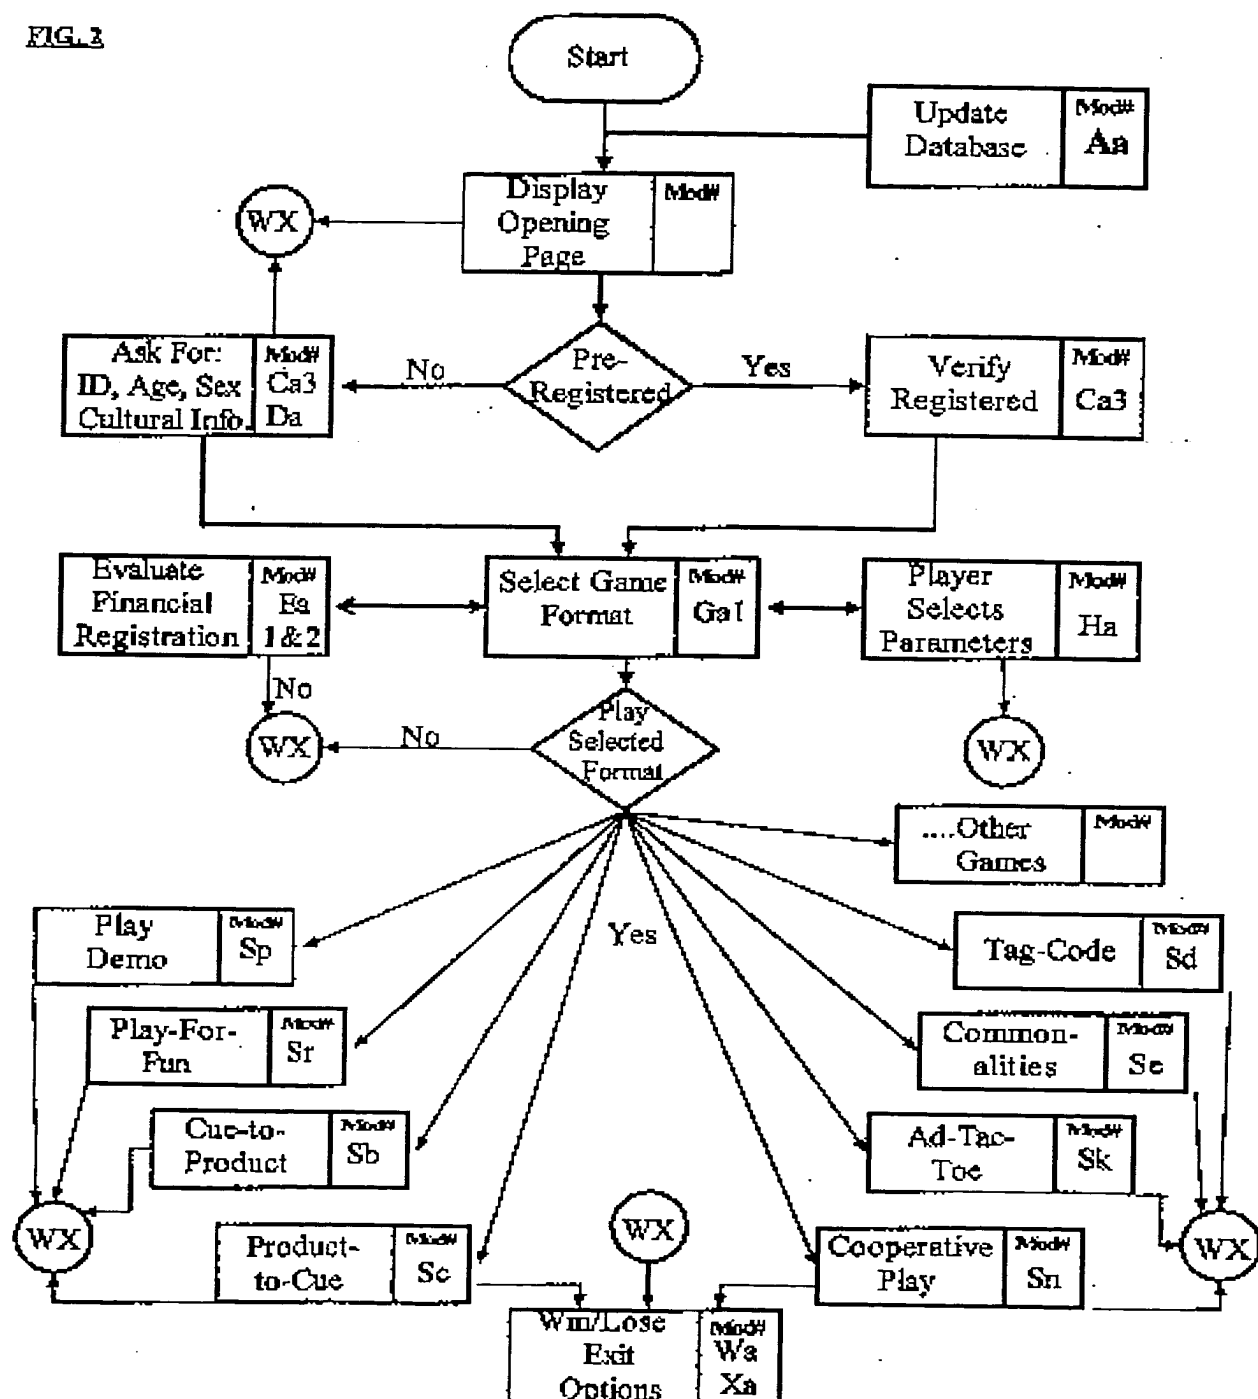 FIG. 2
Start
Update
Database
Mod#
Aa
Display
Opening
Page
Mod#
WX
Ask For:
ID, Age, Sex
Cultural Info.
Mod#
Ca3
Da
No
Pre-
Registered
Yes
Verify
Registered
Mod#
Ca3
Evaluate
Financial
Registration
Mod#
Ea
1&2
Select Game
Format
Mod#
Ga1
Player
Selects
Parameters
Mod#
Ha
No
WX
No
Play
Selected
Format
WX
....Other
Games
Mod#
Play
Demo
Mod#
Sp
Yes
Tag-Code
Mod#
Sd
Play-For-
Fun
Mod#
Sr
Common-
alities
Mod#
Se
Cue-to-
Product
Mod#
Sb
Ad-Tac-
Toe
Mod#
Sk
WX
Product-
to-Cue
Mod#
Sc
WX
Cooperative
Play
Mod#
Sn
WX
Win/Lose
Exit
Options
Mod#
Wa
Xa